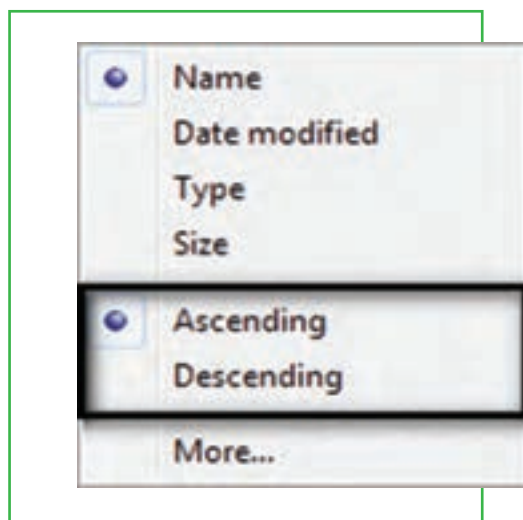 Name
Date modified
Type
Size
Ascending
Descending
More...